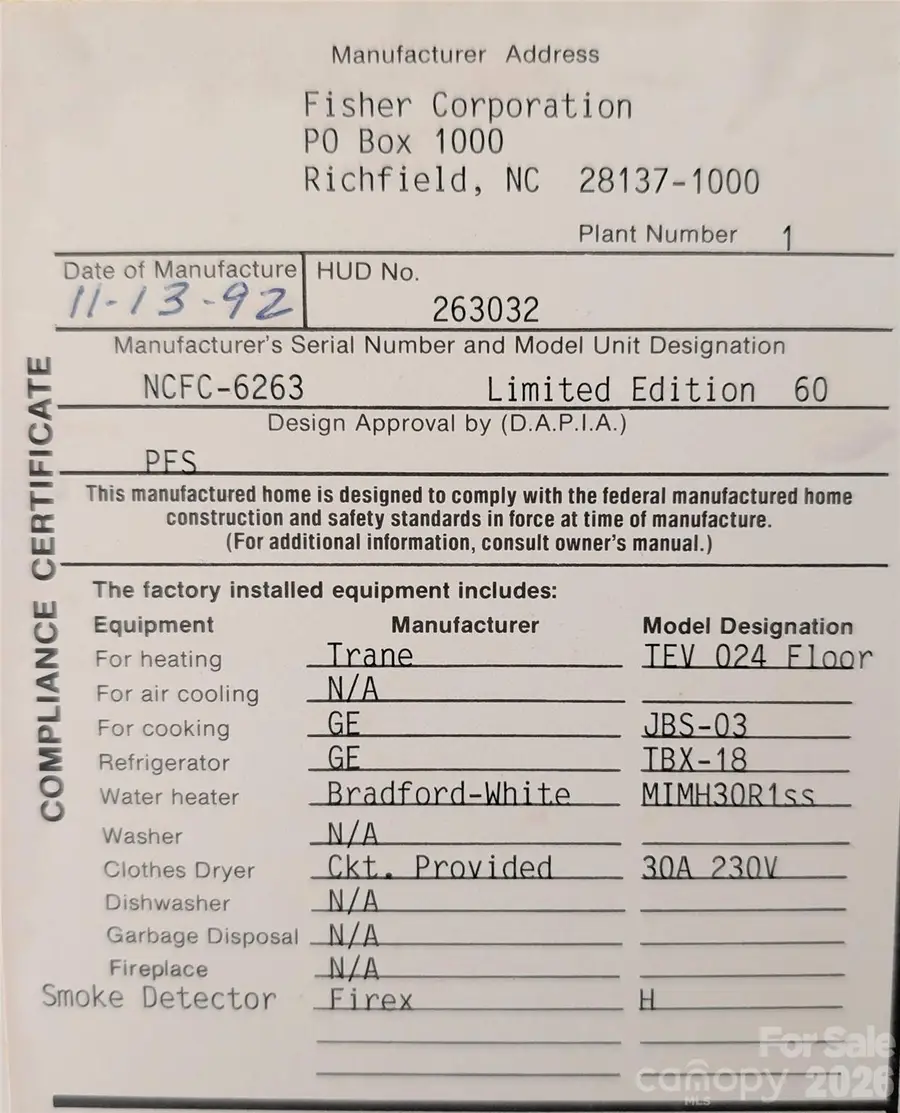 Manufacturer Address
Fisher Corporation
PO Box 1000
Richfield, NC 28137-1000
Plant Number 1
Date of Manufacture HUD No.
11-13-92 263032
Manufacturer's Serial Number and Model Unit Designation
NCFC-6263 Limited Edition 60
Design Approval by (D.A.P.I.A.)
PFS
COMPLIANCE CERTIFICATE
This manufactured home is designed to comply with the federal manufactured home
construction and safety standards in force at time of manufacture.
(For additional information, consult owner's manual.)
The factory installed equipment includes:
Equipment Manufacturer Model Designation
For heating Trane TEV 024 Floor
For air cooling N/A
For cooking GE JBS-03
Refrigerator GE TBX-18
Water heater Bradford-White MIMH30R1ss
Washer N/A
Clothes Dryer Ckt. Provided 30A 230V
Dishwasher N/A
Garbage Disposal N/A
Fireplace N/A
Smoke Detector Firex H
For Sale
canopy 2026
MLS